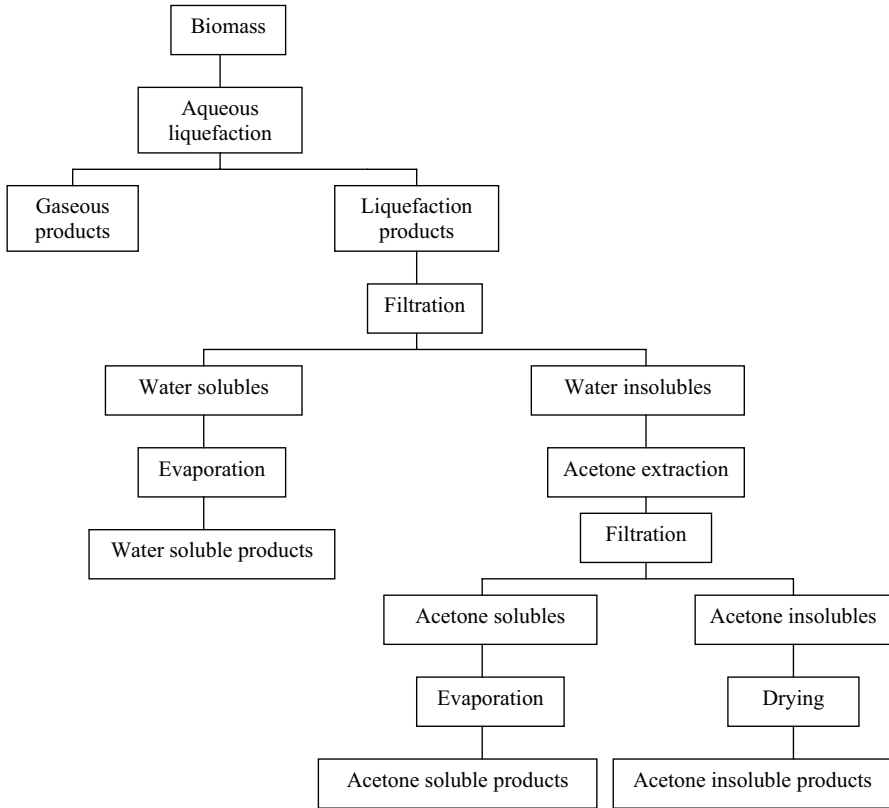 Biomass
Aqueous
liquefaction
Gaseous
products
Liquefaction
products
Filtration
Water solubles
Water insolubles
Evaporation
Acetone extraction
Water soluble products
Filtration
Acetone solubles
Acetone insolubles
Evaporation
Drying
Acetone soluble products
Acetone insoluble products